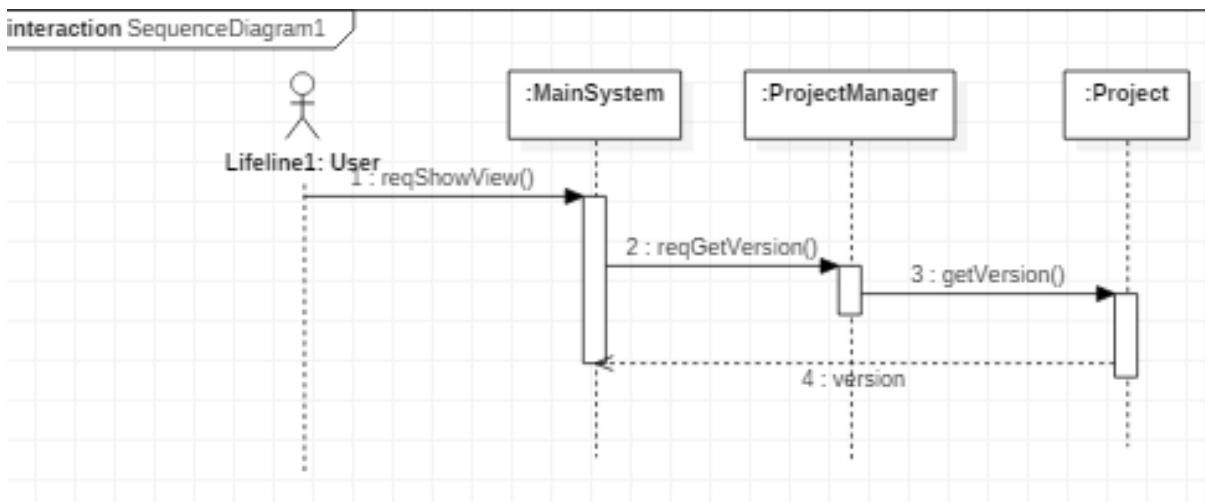 interaction SequenceDiagram1
:MainSystem
:ProjectManager
:Project
Lifeline1: User
1 : reqShowView()
2 : reqGetVersion()
3 : getVersion()
4 : version